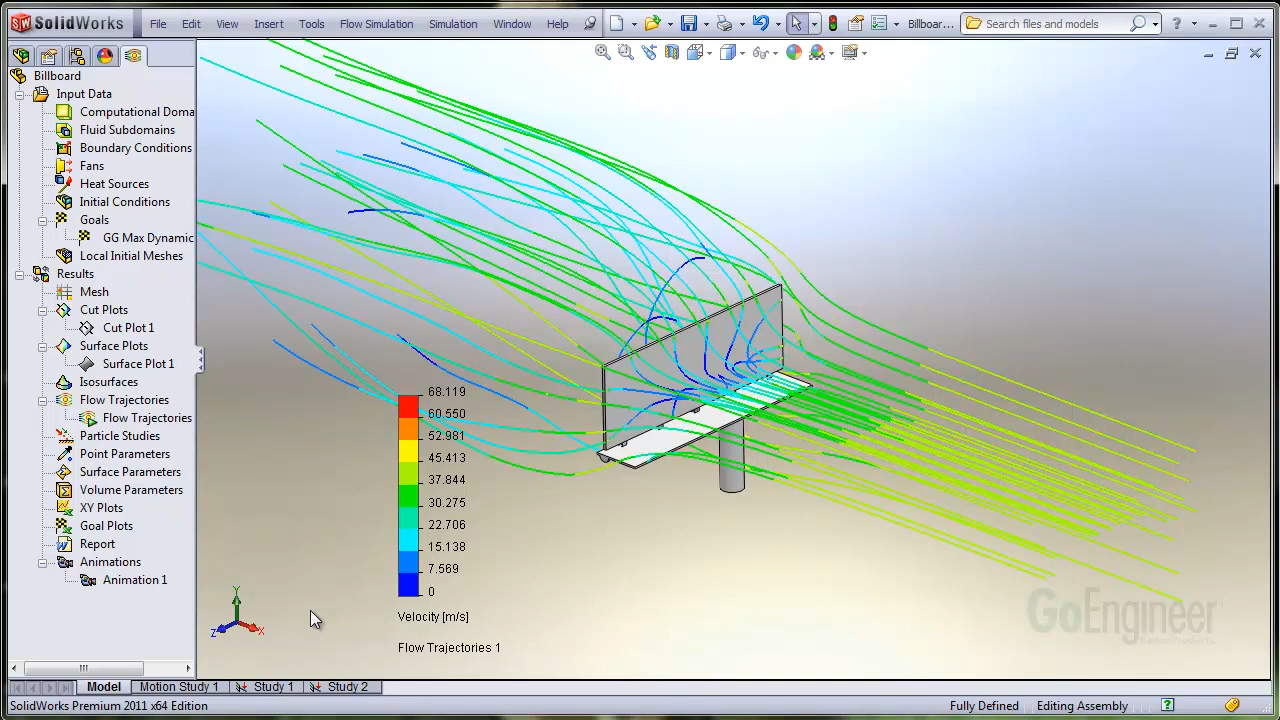 SolidWorks File Edit View Insert Tools Flow Simulation Simulation Window Help Billboar... Search files and models
Billboard
Input Data
Computational Doma
Fluid Subdomains
Boundary Conditions
Fans
Heat Sources
Initial Conditions
Goals
GG Max Dynamic
Local Initial Meshes
Results
Mesh
Cut Plots
Cut Plot 1
Surface Plots
Surface Plot 1
Isosurfaces
Flow Trajectories
Flow Trajectories
Particle Studies
Point Parameters
Surface Parameters
Volume Parameters
XY Plots
Goal Plots
Report
Animations
Animation 1
68.119
60.550
52.981
45.413
37.844
30.275
22.706
15.138
7.569
0
Velocity [m/s]
Flow Trajectories 1
Y
Z X
GoEngineer
Model Motion Study 1 Study 1 Study 2
SolidWorks Premium 2011 x64 Edition Fully Defined Editing Assembly